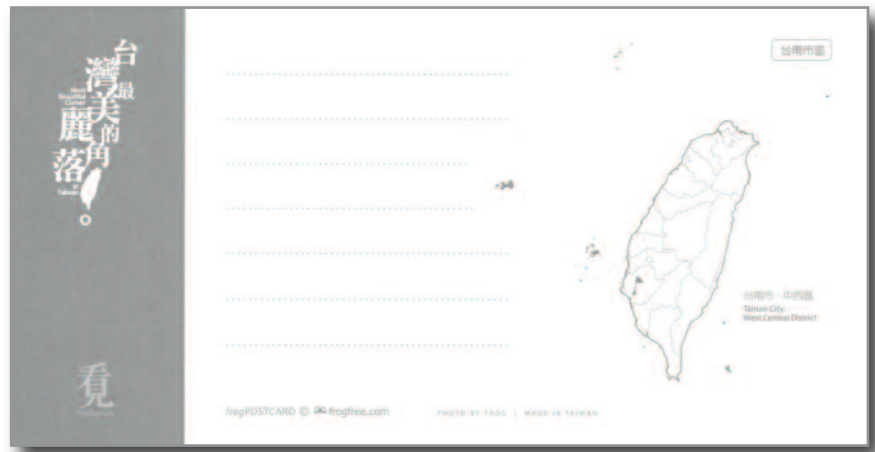 台灣最美麗的角落
Most
Beautiful
Corner
in
Taiwan
看見
台南市區
台南市・中西區
Tainan City,
West Central District
frogPOSTCARD © frogfree.com
PHOTO BY FROG | MADE IN TAIWAN